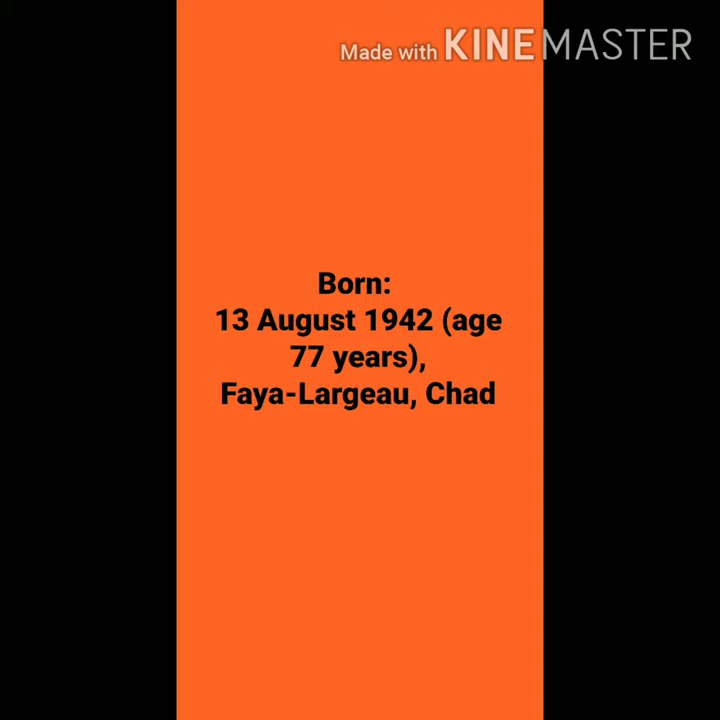 Made with KINEMASTER
Born:
13 August 1942 (age
77 years),
Faya-Largeau, Chad